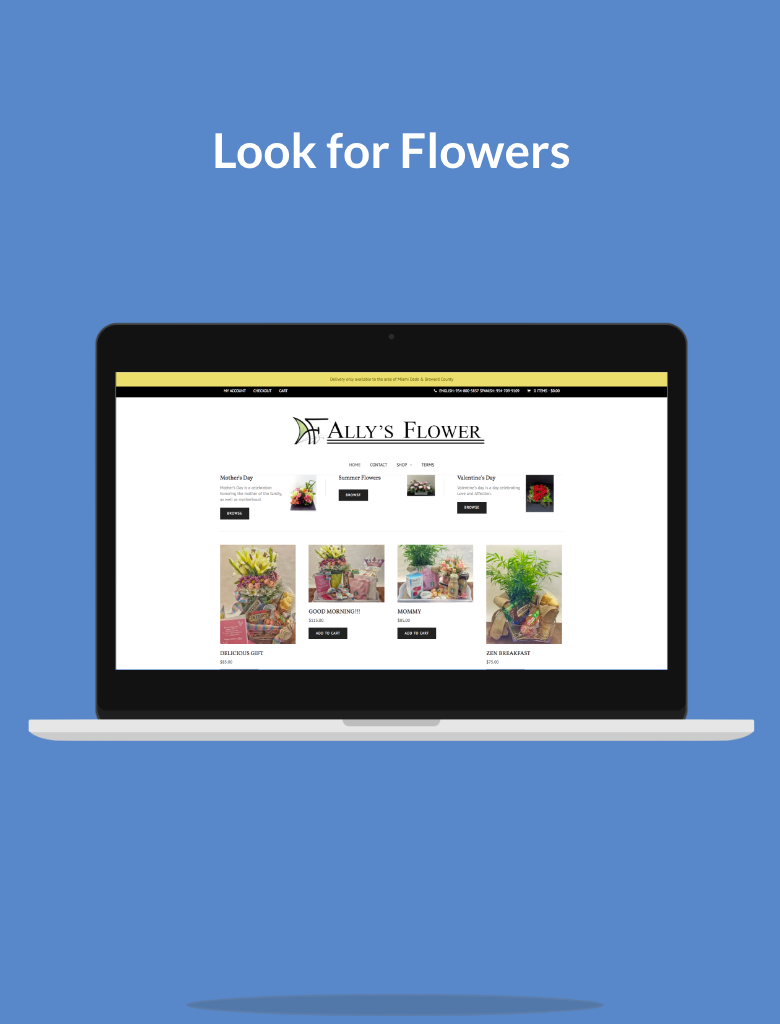 Look for Flowers
Delivery only available to the area of Miami Dade & Broward County
MY ACCOUNT CHECKOUT CART
ENGLISH: 954-880-5857 SPANISH: 954-709-9109 0 ITEMS $0.00
ALLY'S FLOWER
HOME CONTACT SHOP TERMS
Mother's Day
Mother's Day is a celebration
honoring the mother of the family,
as well as motherhood.
BROWSE
Summer Flowers
BROWSE
Valentine's Day
Valentine's day is a day celebrating
Love and Affection.
BROWSE
DELICIOUS GIFT
$85.00
GOOD MORNING!!!
$115.00
ADD TO CART
MOMMY
$85.00
ADD TO CART
ZEN BREAKFAST
$75.00